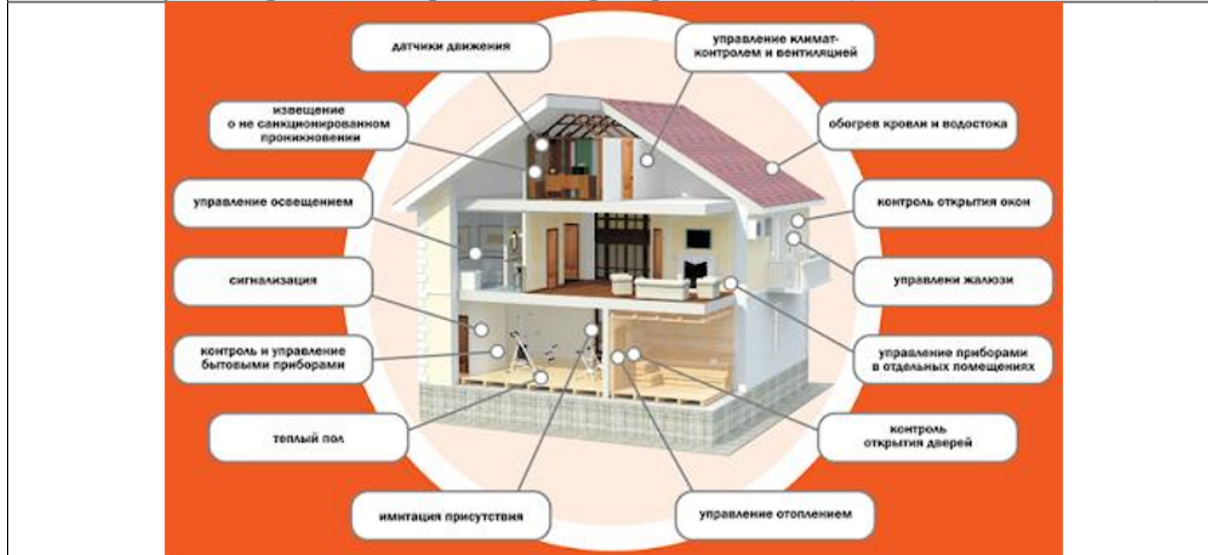 датчики движения
управление климат-
контролем и вентиляцией
извещение
о не санкционированном
проникновении
обогрев кровли и водостока
управление освещением
контроль открытия окон
сигнализация
управлени жалюзи
контроль и управление
бытовыми приборами
управление приборами
в отдельных помещениях
теплый пол
контроль
открытия дверей
имитация присутствия
управление отоплением